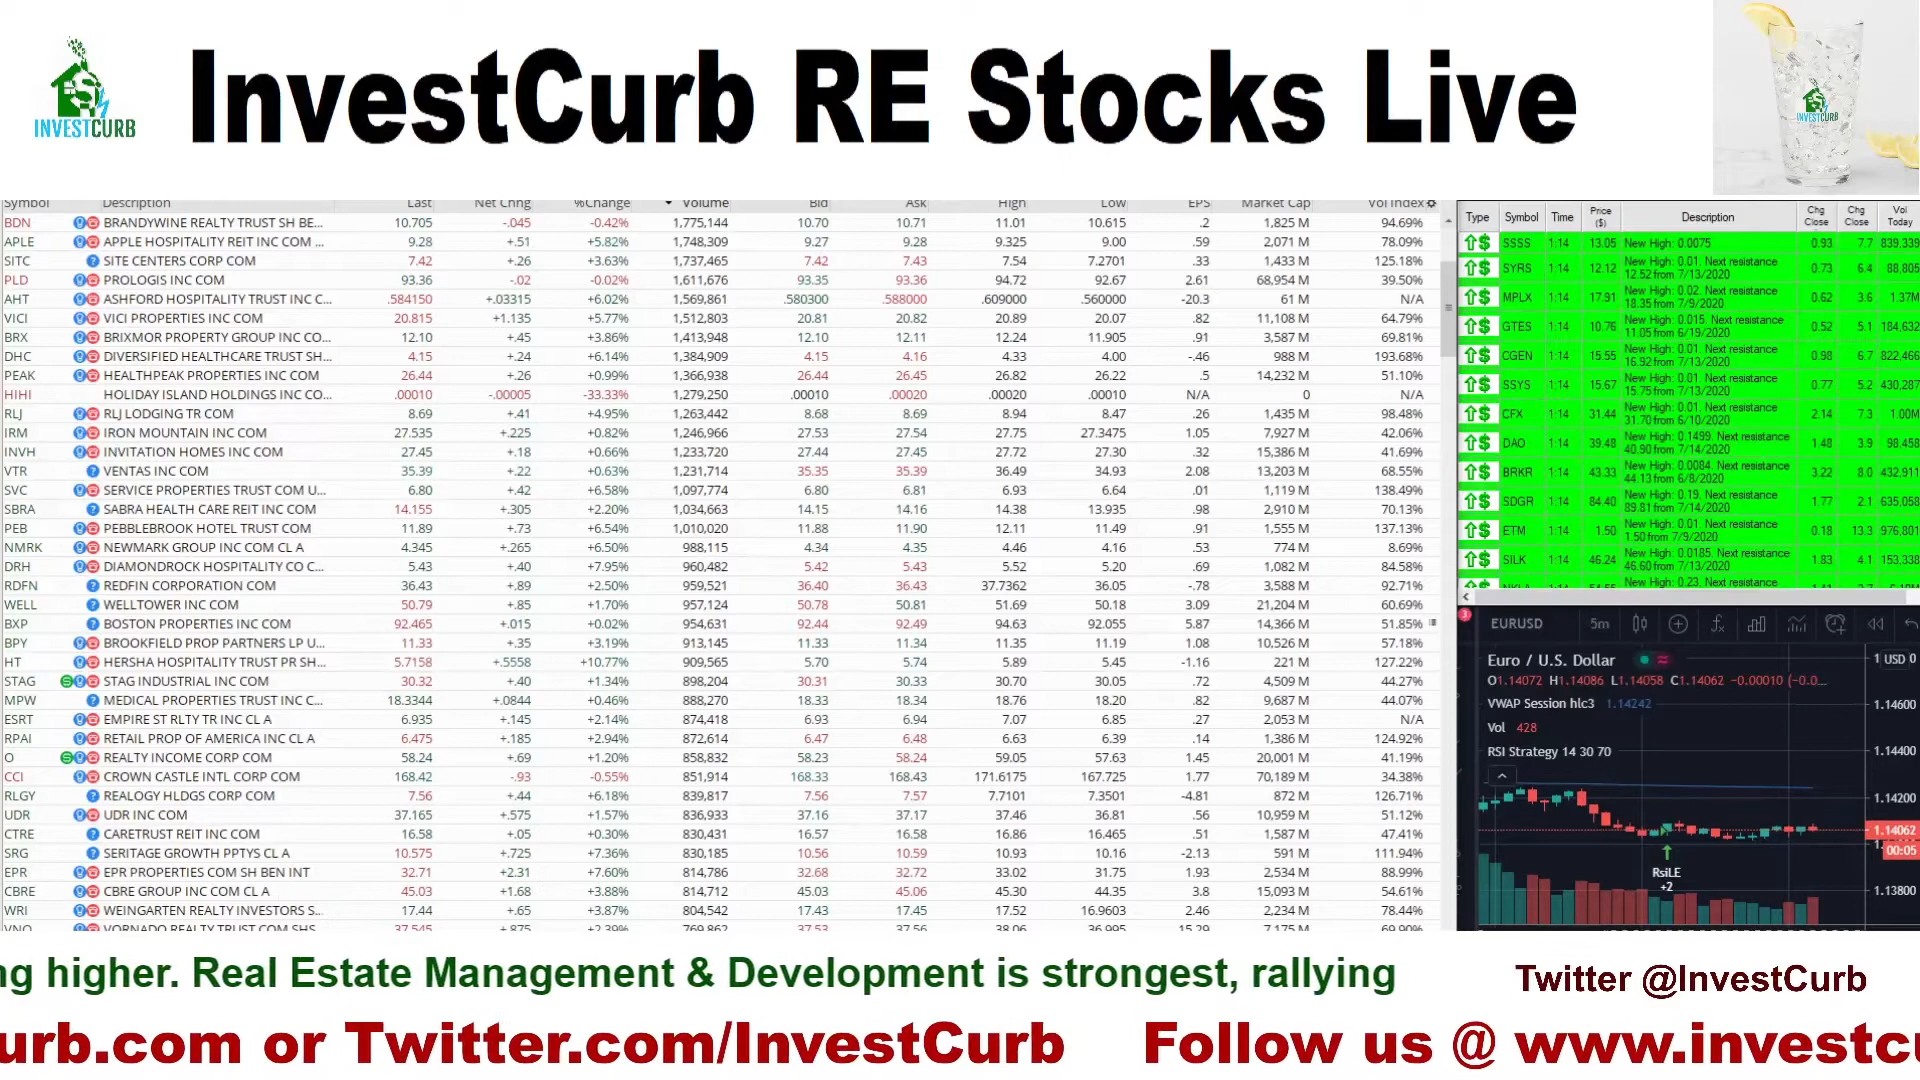 INVESTCURB
InvestCurb RE Stocks Live
INVESTCURB
Symbol Description Last Net Chng %Change Volume Bid Ask High Low EPS Market Cap Vol Index
BDN BRANDYWINE REALTY TRUST SH BE... 10.705 -.045 -0.42% 1,775,144 10.70 10.71 11.01 10.615 .2 1,825 M 94.69%
APLE APPLE HOSPITALITY REIT INC COM ... 9.28 +.51 +5.82% 1,748,309 9.27 9.28 9.325 9.00 .59 2,071 M 78.09%
SITC SITE CENTERS CORP COM 7.42 +.26 +3.63% 1,737,465 7.42 7.43 7.54 7.2701 .33 1,433 M 125.18%
PLD PROLOGIS INC COM 93.36 -.02 -0.02% 1,611,676 93.35 93.36 94.72 92.67 2.61 68,954 M 39.50%
AHT ASHFORD HOSPITALITY TRUST INC C... .584150 +.03315 +6.02% 1,569,861 .580300 .588000 .609000 .560000 -20.3 61 M N/A
VICI VICI PROPERTIES INC COM 20.815 +1.135 +5.77% 1,512,803 20.81 20.82 20.89 20.07 .82 11,108 M 64.79%
BRX BRIXMOR PROPERTY GROUP INC CO... 12.10 +.45 +3.86% 1,413,948 12.10 12.11 12.24 11.905 .91 3,587 M 69.81%
DHC DIVERSIFIED HEALTHCARE TRUST SH... 4.15 +.24 +6.14% 1,384,909 4.15 4.16 4.33 4.00 -.46 988 M 193.68%
PEAK HEALTHPEAK PROPERTIES INC COM 26.44 +.26 +0.99% 1,366,938 26.44 26.45 26.82 26.22 .5 14,232 M 51.10%
HIHI HOLIDAY ISLAND HOLDINGS INC CO... .00010 -.00005 -33.33% 1,279,250 .00010 .00020 .00020 .00010 N/A 0 N/A
RLJ RLJ LODGING TR COM 8.69 +.41 +4.95% 1,263,442 8.68 8.69 8.94 8.47 .26 1,435 M 98.48%
IRM IRON MOUNTAIN INC COM 27.535 +.225 +0.82% 1,246,966 27.53 27.54 27.75 27.3475 1.05 7,927 M 42.06%
INVH INVITATION HOMES INC COM 27.45 +.18 +0.66% 1,233,720 27.44 27.45 27.72 27.30 .32 15,386 M 41.69%
VTR VENTAS INC COM 35.39 +.22 +0.63% 1,231,714 35.35 35.39 36.49 34.93 2.08 13,203 M 68.55%
SVC SERVICE PROPERTIES TRUST COM U... 6.80 +.42 +6.58% 1,097,774 6.80 6.81 6.93 6.64 .01 1,119 M 138.49%
SBRA SABRA HEALTH CARE REIT INC COM 14.155 +.305 +2.20% 1,034,663 14.15 14.16 14.38 13.935 .98 2,910 M 70.13%
PEB PEBBLEBROOK HOTEL TRUST COM 11.89 +.73 +6.54% 1,010,020 11.88 11.90 12.11 11.49 .91 1,555 M 137.13%
NMRK NEWMARK GROUP INC COM CL A 4.345 +.265 +6.50% 988,115 4.34 4.35 4.46 4.16 .53 774 M 8.69%
DRH DIAMONDROCK HOSPITALITY CO C... 5.43 +.40 +7.95% 960,482 5.42 5.43 5.52 5.20 .69 1,082 M 84.58%
RDFN REDFIN CORPORATION COM 36.43 +.89 +2.50% 959,521 36.40 36.43 37.7362 36.05 -.78 3,588 M 92.71%
WELL WELLTOWER INC COM 50.79 +.85 +1.70% 957,124 50.78 50.81 51.69 50.18 3.09 21,204 M 60.69%
BXP BOSTON PROPERTIES INC COM 92.465 +.015 +0.02% 954,631 92.44 92.49 94.63 92.055 5.87 14,366 M 51.85%
BPY BROOKFIELD PROP PARTNERS LP U... 11.33 +.35 +3.19% 913,145 11.33 11.34 11.35 11.19 1.08 10,526 M 57.18%
HT HERSHA HOSPITALITY TRUST PR SH... 5.7158 +.5558 +10.77% 909,565 5.70 5.74 5.89 5.45 -1.16 221 M 127.22%
STAG STAG INDUSTRIAL INC COM 30.32 +.40 +1.34% 898,204 30.31 30.33 30.70 30.05 .72 4,509 M 44.27%
MPW MEDICAL PROPERTIES TRUST INC C... 18.3344 +.0844 +0.46% 888,270 18.33 18.34 18.76 18.20 .82 9,687 M 44.07%
ESRT EMPIRE ST RLTY TR INC CL A 6.935 +.145 +2.14% 874,418 6.93 6.94 7.07 6.85 .27 2,053 M N/A
RPAI RETAIL PROP OF AMERICA INC CL A 6.475 +.185 +2.94% 872,614 6.47 6.48 6.63 6.39 .14 1,386 M 124.92%
O REALTY INCOME CORP COM 58.24 +.69 +1.20% 858,832 58.23 58.24 59.05 57.63 1.45 20,001 M 41.19%
CCI CROWN CASTLE INTL CORP COM 168.42 -.93 -0.55% 851,914 168.33 168.43 171.6175 167.725 1.77 70,189 M 34.38%
RLGY REALOGY HLDGS CORP COM 7.56 +.44 +6.18% 839,817 7.56 7.57 7.7101 7.3501 -4.81 872 M 126.71%
UDR UDR INC COM 37.165 +.575 +1.57% 836,933 37.16 37.17 37.46 36.81 .56 10,959 M 51.12%
CTRE CARETRUST REIT INC COM 16.58 +.05 +0.30% 830,431 16.57 16.58 16.86 16.465 .51 1,587 M 47.41%
SRG SERITAGE GROWTH PPTYS CL A 10.575 +.725 +7.36% 830,185 10.56 10.59 10.93 10.16 -2.13 591 M 111.94%
EPR EPR PROPERTIES COM SH BEN INT 32.71 +2.31 +7.60% 814,786 32.68 32.72 33.02 31.75 1.93 2,534 M 88.99%
CBRE CBRE GROUP INC COM CL A 45.03 +1.68 +3.88% 814,712 45.03 45.06 45.30 44.35 3.8 15,093 M 54.61%
WRI WEINGARTEN REALTY INVESTORS S... 17.44 +.65 +3.87% 804,542 17.43 17.45 17.52 16.9603 2.46 2,234 M 78.44%
VNO VORNADO REALTY TRUST COM SHS 37.545 +.875 +2.39% 769,862 37.53 37.56 38.06 36.995 15.29 7,175 M 69.90%
Type Symbol Time Price ($) Description Chg Close Chg Close Vol Today
SSSS 1:14 13.05 New High: 0.0075 0.93 7.7 839,339
SYRS 1:14 12.12 New High: 0.01. Next resistance 12.52 from 7/13/2020 0.73 6.4 88,805
MPLX 1:14 17.91 New High: 0.02. Next resistance 18.35 from 7/9/2020 0.62 3.6 1.37M
GTES 1:14 10.76 New High: 0.015. Next resistance 11.05 from 6/19/2020 0.52 5.1 184,632
CGEN 1:14 15.55 New High: 0.01. Next resistance 16.92 from 7/13/2020 0.98 6.7 822,466
SSYS 1:14 15.67 New High: 0.01. Next resistance 15.75 from 7/13/2020 0.77 5.2 430,287
CFX 1:14 31.44 New High: 0.01. Next resistance 31.70 from 6/10/2020 2.14 7.3 1.00M
DAO 1:14 39.48 New High: 0.1499. Next resistance 40.90 from 7/14/2020 1.48 3.9 98,458
BRKR 1:14 43.33 New High: 0.0084. Next resistance 44.13 from 6/8/2020 3.22 8.0 432,911
SDGR 1:14 84.40 New High: 0.19. Next resistance 89.81 from 7/14/2020 1.77 2.1 635,058
ETM 1:14 1.50 New High: 0.01. Next resistance 1.50 from 7/9/2020 0.18 13.3 976,801
SILK 1:14 46.24 New High: 0.0185. Next resistance 46.60 from 7/13/2020 1.83 4.1 153,338
New High: 0.23. Next resistance
3 EURUSD 5m
Euro / U.S. Dollar USD
O1.14072 H1.14086 L1.14058 C1.14062 −0.00010 (−0.0...
VWAP Session hlc3 1.14242
Vol 428
RSI Strategy 14 30 70
1.14600
1.14400
1.14200
1.14062
00:05
1.13800
RsiLE
+2
ng higher. Real Estate Management & Development is strongest, rallying
Twitter @InvestCurb
urb.com or Twitter.com/InvestCurb Follow us @ www.investcu